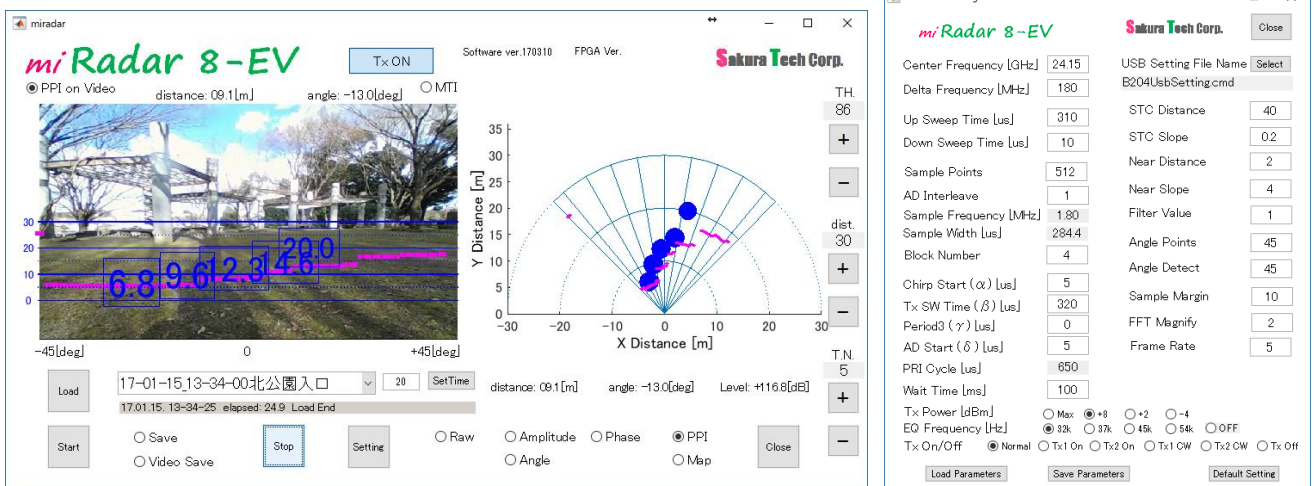 miradar
mi Radar 8-EV
Tx ON
Software ver.170310 FPGA Ver.
Sakura Tech Corp.
PPI on Video
distance: 09.1[m]
angle: -13.0[deg]
MTI
30
20
10
0
6.8
9.6
12.3
14.6
20.0
-45[deg]
0
+45[deg]
35
30
25
20
15
10
5
0
Y Distance [m]
-30 -20 -10 0 10 20 30
X Distance [m]
TH.
86
+
−
dist.
30
+
−
T.N.
5
+
−
Load
17-01-15_13-34-00北公園入口
20
SetTime
17.01.15. 13-34-25 elapsed: 24.9 Load End
distance: 09.1[m] angle: -13.0[deg] Level: +116.8[dB]
Start
Save
Video Save
Stop
Setting
Raw
Amplitude
Phase
PPI
Angle
Map
Close
mi Radar 8-EV
Sakura Tech Corp.
Close
Center Frequency [GHz] 24.15
Delta Frequency [MHz] 180
Up Sweep Time [us] 310
Down Sweep Time [us] 10
Sample Points 512
AD Interleave 1
Sample Frequency [MHz] 1.80
Sample Width [us] 284.4
Block Number 4
Chirp Start (α) [us] 5
Tx SW Time (β) [us] 320
Period3 (γ) [us] 0
AD Start (δ) [us] 5
PRI Cycle [us] 650
Wait Time [ms] 100
USB Setting File Name Select
B204UsbSetting.cmd
STC Distance 40
STC Slope 0.2
Near Distance 2
Near Slope 4
Filter Value 1
Angle Points 45
Angle Detect 45
Sample Margin 10
FFT Magnify 2
Frame Rate 5
Tx Power [dBm] Max +8 +2 -4
EQ Frequency [Hz] 32k 37k 45k 54k OFF
Tx On/Off Normal Tx1 On Tx2 On Tx1 CW Tx2 CW Tx Off
Load Parameters Save Parameters Default Setting